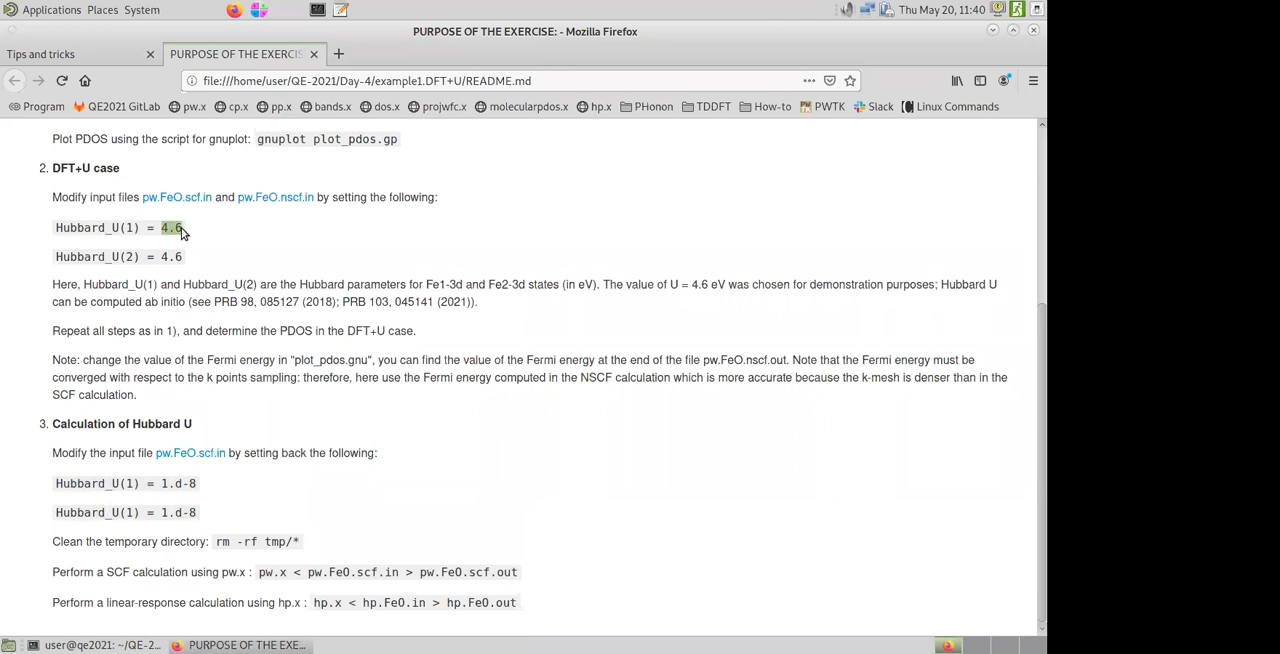 Applications Places System Thu May 20, 11:40
PURPOSE OF THE EXERCISE: - Mozilla Firefox
Tips and tricks PURPOSE OF THE EXERCIS
file:///home/user/QE-2021/Day-4/example1.DFT+U/README.md
Program QE2021 GitLab pw.x cp.x pp.x bands.x dos.x projwfc.x molecularpdos.x hp.x PHonon TDDFT How-to PWTK Slack Linux Commands
Plot PDOS using the script for gnuplot: gnuplot plot_pdos.gp
2. DFT+U case
Modify input files pw.FeO.scf.in and pw.FeO.nscf.in by setting the following:
Hubbard_U(1) = 4.6
Hubbard_U(2) = 4.6
Here, Hubbard_U(1) and Hubbard_U(2) are the Hubbard parameters for Fe1-3d and Fe2-3d states (in eV). The value of U = 4.6 eV was chosen for demonstration purposes; Hubbard U
can be computed ab initio (see PRB 98, 085127 (2018); PRB 103, 045141 (2021)).
Repeat all steps as in 1), and determine the PDOS in the DFT+U case.
Note: change the value of the Fermi energy in "plot_pdos.gnu", you can find the value of the Fermi energy at the end of the file pw.FeO.nscf.out. Note that the Fermi energy must be
converged with respect to the k points sampling: therefore, here use the Fermi energy computed in the NSCF calculation which is more accurate because the k-mesh is denser than in the
SCF calculation.
3. Calculation of Hubbard U
Modify the input file pw.FeO.scf.in by setting back the following:
Hubbard_U(1) = 1.d-8
Hubbard_U(1) = 1.d-8
Clean the temporary directory: rm -rf tmp/*
Perform a SCF calculation using pw.x : pw.x < pw.FeO.scf.in > pw.FeO.scf.out
Perform a linear-response calculation using hp.x : hp.x < hp.FeO.in > hp.FeO.out
user@qe2021: ~/QE-2... PURPOSE OF THE EXE...